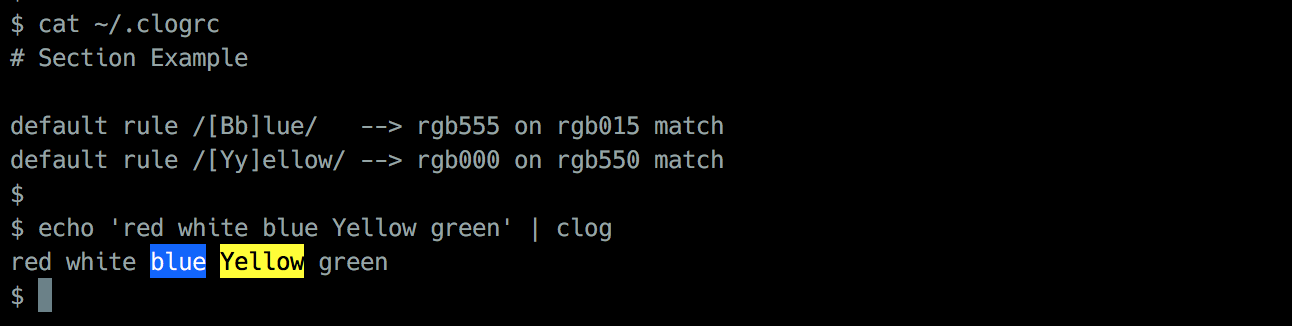 $ cat ~/.clogrc
# Section Example
default rule /[Bb]lue/   --> rgb555 on rgb015 match
default rule /[Yy]ellow/ --> rgb000 on rgb550 match
$
$ echo 'red white blue Yellow green' | clog
red white blue Yellow green
$